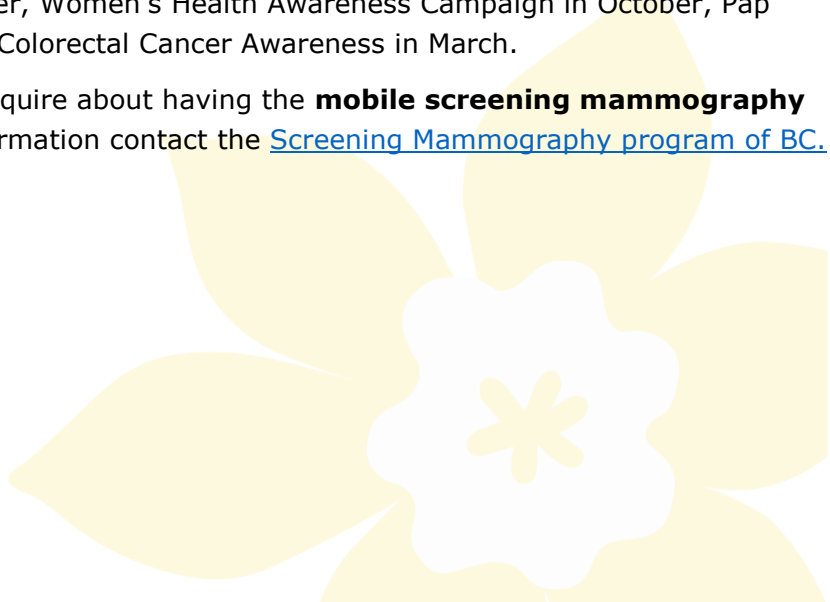 er, Women's Health Awareness Campaign in October, Pap
Colorectal Cancer Awareness in March.
quire about having the mobile screening mammography
rmation contact the Screening Mammography program of BC.